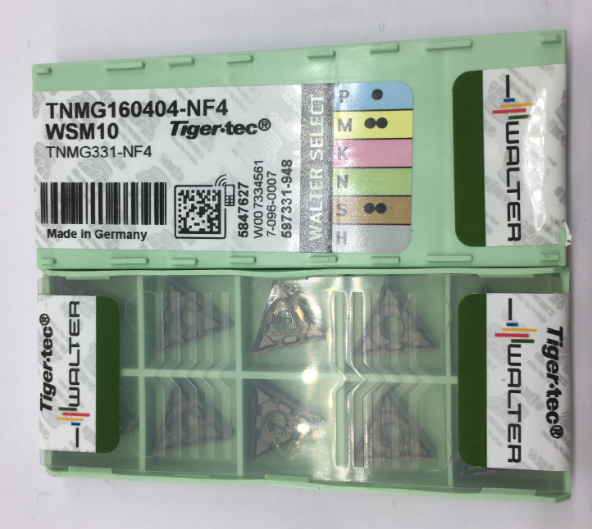 TNMG160404-NF4
WSM10 Tiger·tec®
TNMG331-NF4
Made in Germany
5847627
W007334561
7-096-0007
597331-948
WALTER SELECT
P
M
K
N
S
H
WALTER
Tiger·tec®
WALTER
WALTER
Tiger·tec®